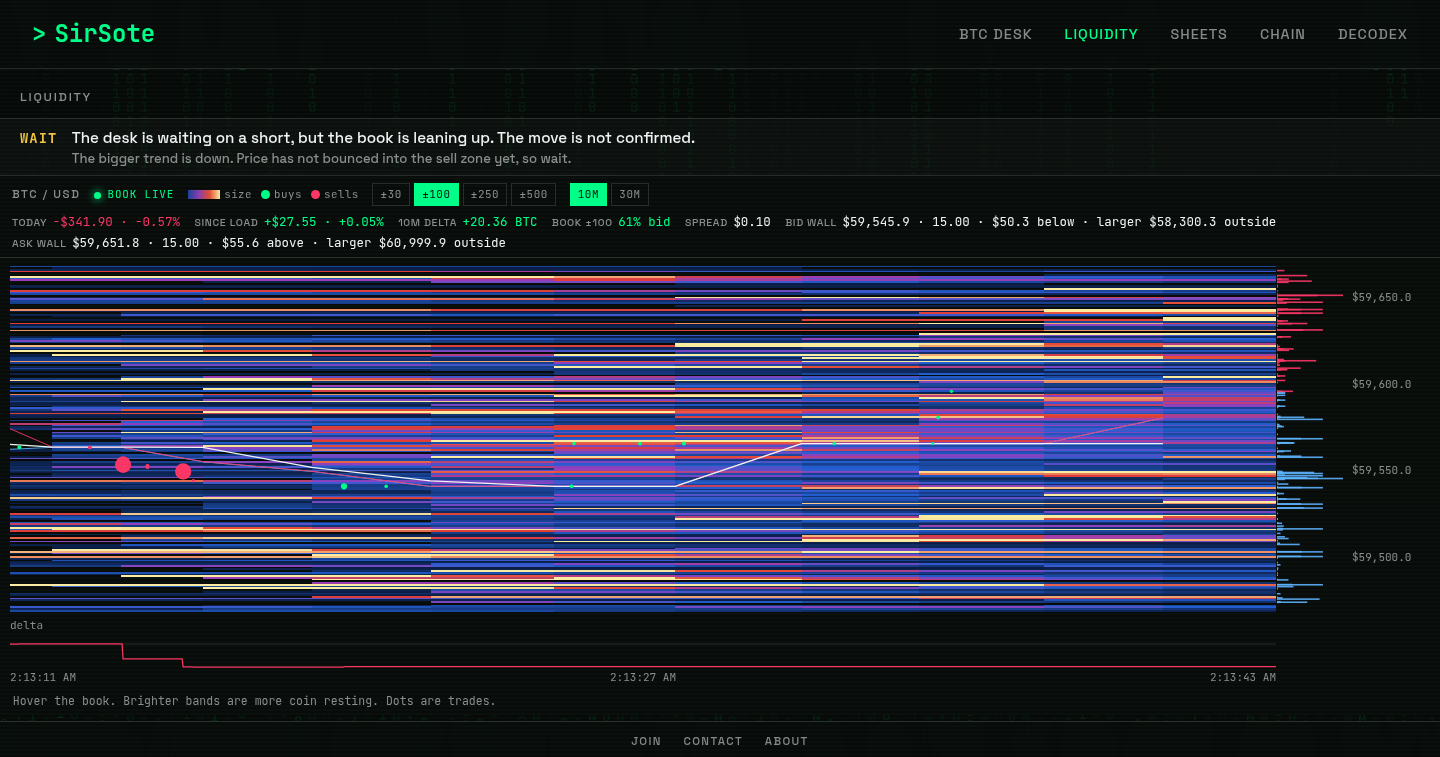 > SirSote
BTC DESK LIQUIDITY SHEETS CHAIN DECODEX
LIQUIDITY
WAIT The desk is waiting on a short, but the book is leaning up. The move is not confirmed.
The bigger trend is down. Price has not bounced into the sell zone yet, so wait.
BTC / USD BOOK LIVE size buys sells ±30 ±100 ±250 ±500 10M 30M
TODAY -$341.90 · -0.57% SINCE LOAD +$27.55 · +0.05% 10M DELTA +20.36 BTC BOOK ±100 61% bid SPREAD $0.10 BID WALL $59,545.9 · 15.00 · $50.3 below · larger $58,300.3 outside
ASK WALL $59,651.8 · 15.00 · $55.6 above · larger $60,999.9 outside
$59,650.0
$59,600.0
$59,550.0
$59,500.0
delta
2:13:11 AM 2:13:27 AM 2:13:43 AM
Hover the book. Brighter bands are more coin resting. Dots are trades.
JOIN CONTACT ABOUT